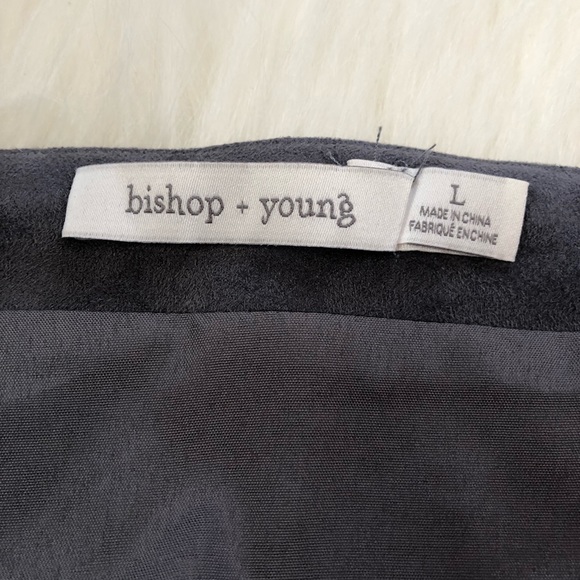 bishop + young
L
MADE IN CHINA
FABRIQUÉ EN CHINE